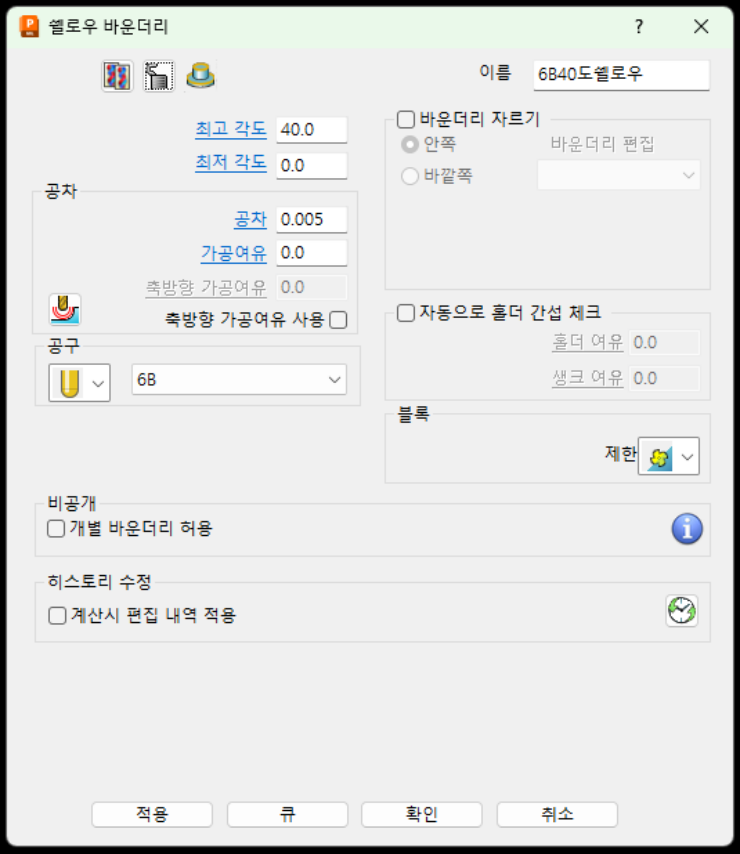 쉘로우 바운더리
?
이름 6B40도쉘로우
최고 각도 40.0
최저 각도 0.0
공차
공차 0.005
가공여유 0.0
축방향 가공여유 0.0
축방향 가공여유 사용
공구
6B
바운더리 자르기
안쪽 바운더리 편집
바깥쪽
자동으로 홀더 간섭 체크
홀더 여유 0.0
생크 여유 0.0
블록
제한
비공개
개별 바운더리 허용
히스토리 수정
계산시 편집 내역 적용
적용 큐 확인 취소